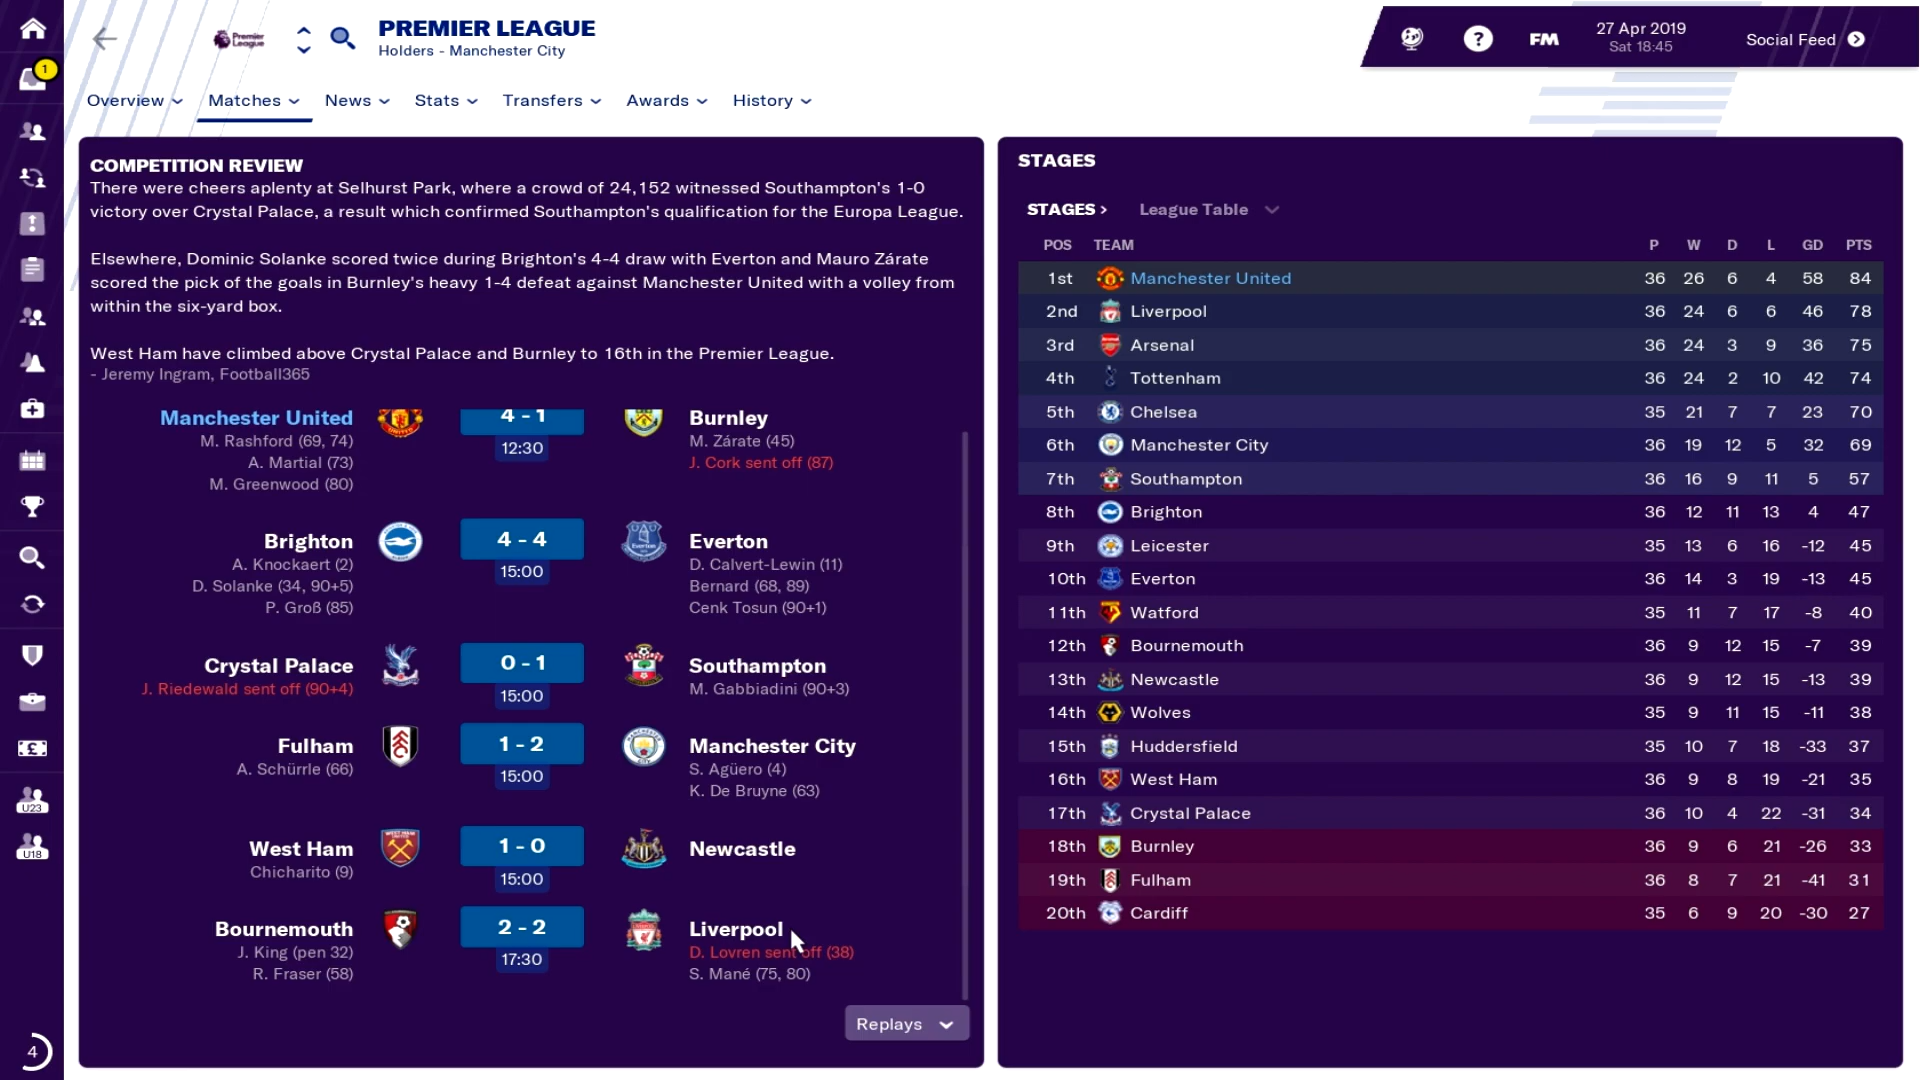 PREMIER LEAGUE
Holders - Manchester City
Premier League
27 Apr 2019
Sat 18:45
?
FM
Social Feed
1
Overview
Matches
News
Stats
Transfers
Awards
History
COMPETITION REVIEW
There were cheers aplenty at Selhurst Park, where a crowd of 24,152 witnessed Southampton's 1-0
victory over Crystal Palace, a result which confirmed Southampton's qualification for the Europa League.
Elsewhere, Dominic Solanke scored twice during Brighton's 4-4 draw with Everton and Mauro Zárate
scored the pick of the goals in Burnley's heavy 1-4 defeat against Manchester United with a volley from
within the six-yard box.
West Ham have climbed above Crystal Palace and Burnley to 16th in the Premier League.
- Jeremy Ingram, Football365
Manchester United 4 - 1 Burnley
M. Rashford (69, 74) 12:30 M. Zárate (45)
A. Martial (73) J. Cork sent off (87)
M. Greenwood (80)
Brighton 4 - 4 Everton
A. Knockaert (2) 15:00 D. Calvert-Lewin (11)
D. Solanke (34, 90+5) Bernard (68, 89)
P. Groß (85) Cenk Tosun (90+1)
Crystal Palace 0 - 1 Southampton
J. Riedewald sent off (90+4) 15:00 M. Gabbiadini (90+3)
Fulham 1 - 2 Manchester City
A. Schürrle (66) 15:00 S. Agüero (4)
K. De Bruyne (63)
West Ham 1 - 0 Newcastle
Chicharito (9) 15:00
Bournemouth 2 - 2 Liverpool
J. King (pen 32) 17:30 D. Lovren sent off (38)
R. Fraser (58) S. Mané (75, 80)
Replays
STAGES
STAGES > League Table
POS TEAM P W D L GD PTS
1st Manchester United 36 26 6 4 58 84
2nd Liverpool 36 24 6 6 46 78
3rd Arsenal 36 24 3 9 36 75
4th Tottenham 36 24 2 10 42 74
5th Chelsea 35 21 7 7 23 70
6th Manchester City 36 19 12 5 32 69
7th Southampton 36 16 9 11 5 57
8th Brighton 36 12 11 13 4 47
9th Leicester 35 13 6 16 -12 45
10th Everton 36 14 3 19 -13 45
11th Watford 35 11 7 17 -8 40
12th Bournemouth 36 9 12 15 -7 39
13th Newcastle 36 9 12 15 -13 39
14th Wolves 35 9 11 15 -11 38
15th Huddersfield 35 10 7 18 -33 37
16th West Ham 36 9 8 19 -21 35
17th Crystal Palace 36 10 4 22 -31 34
18th Burnley 36 9 6 21 -26 33
19th Fulham 36 8 7 21 -41 31
20th Cardiff 35 6 9 20 -30 27
U23
U18
4